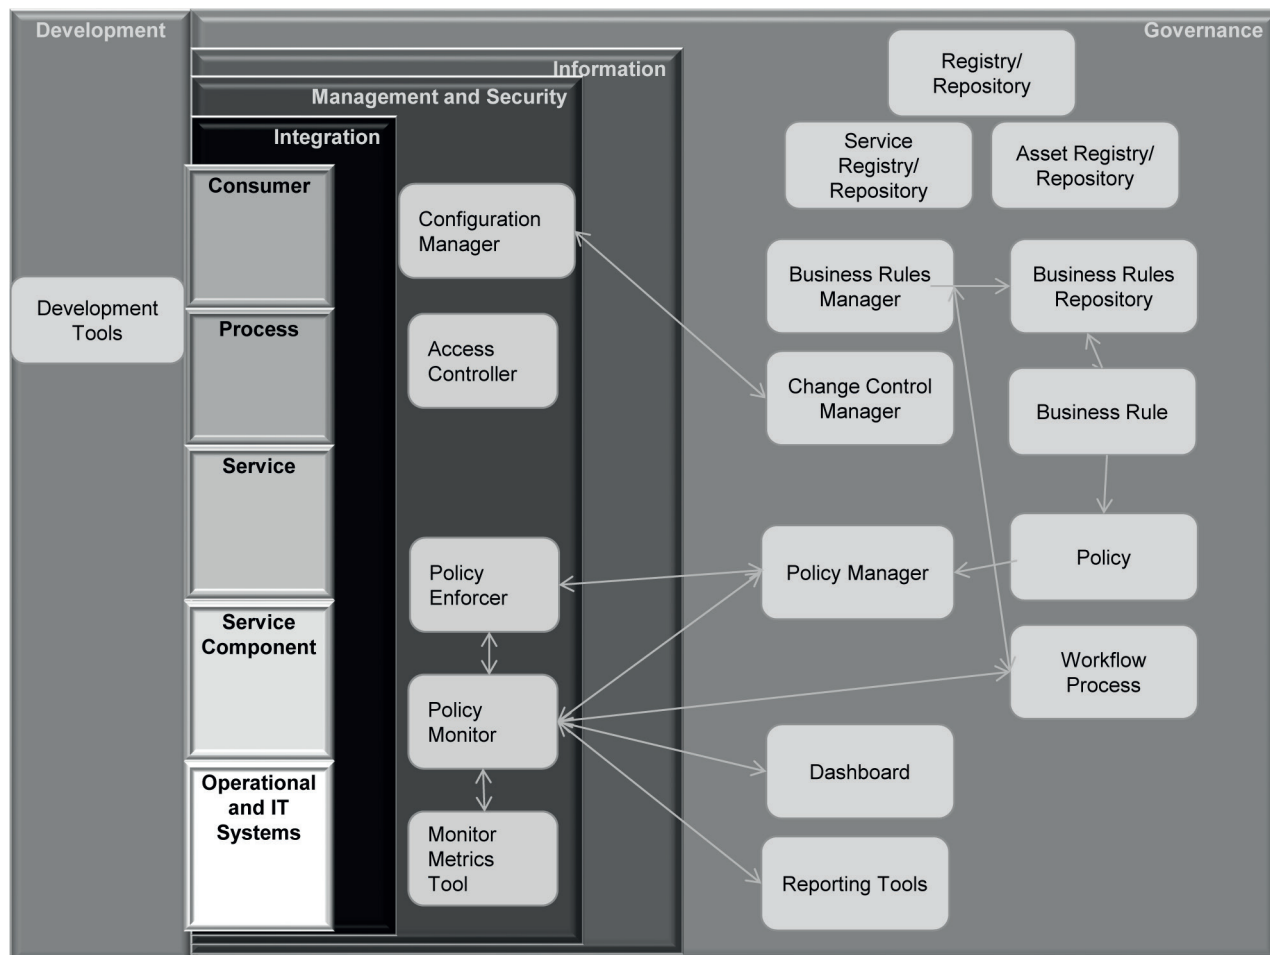 Development
Governance
Information
Management and Security
Integration
Registry/
Repository
Service
Registry/
Repository
Asset Registry/
Repository
Consumer
Configuration
Manager
Business Rules
Manager
Business Rules
Repository
Development
Tools
Process
Access
Controller
Change Control
Manager
Business Rule
Service
Policy
Enforcer
Policy Manager
Policy
Service
Component
Workflow
Process
Policy
Monitor
Operational
and IT
Systems
Dashboard
Monitor
Metrics
Tool
Reporting Tools